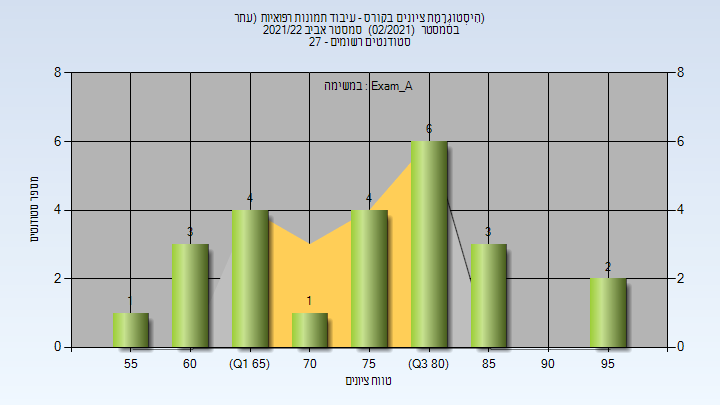 (הִיסְטוֹגְרָמַת ציונים בקורס - עיבוד תמונות רפואיות (עתר
בסמסטר (02/2021) סמסטר אביב 2021/22
סטודנטים רשומים - 27
במשימה : Exam_A
8 8
6 6
4 4
2 2
0 0
מספר סטודנטים
1 3 4 1 4 6 3 2
55 60 (Q1 65) 70 75 (Q3 80) 85 90 95
טווח ציונים